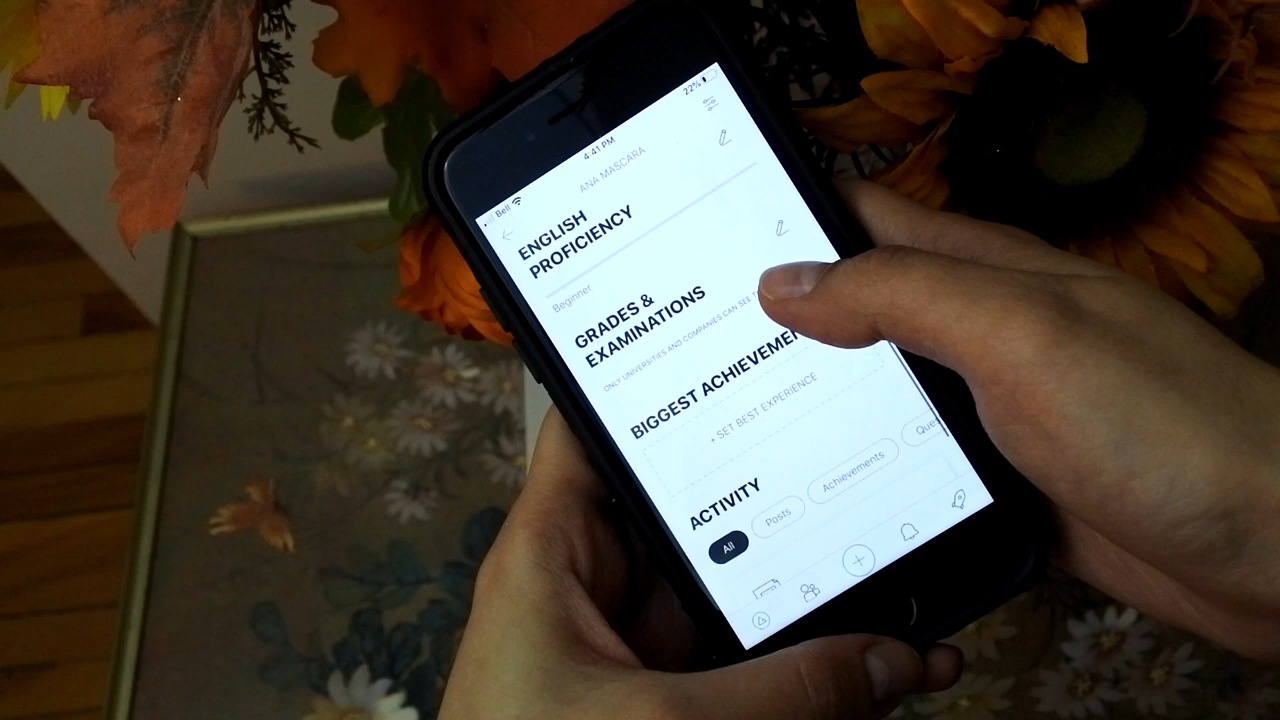 Bell 4:41 PM 22%
ANA MASCARA
ENGLISH
PROFICIENCY
Beginner
GRADES &
EXAMINATIONS
ONLY UNIVERSITIES AND COMPANIES CAN SEE
BIGGEST ACHIEVEMEN
+ SET BEST EXPERIENCE
ACTIVITY
All Posts Achievements Que